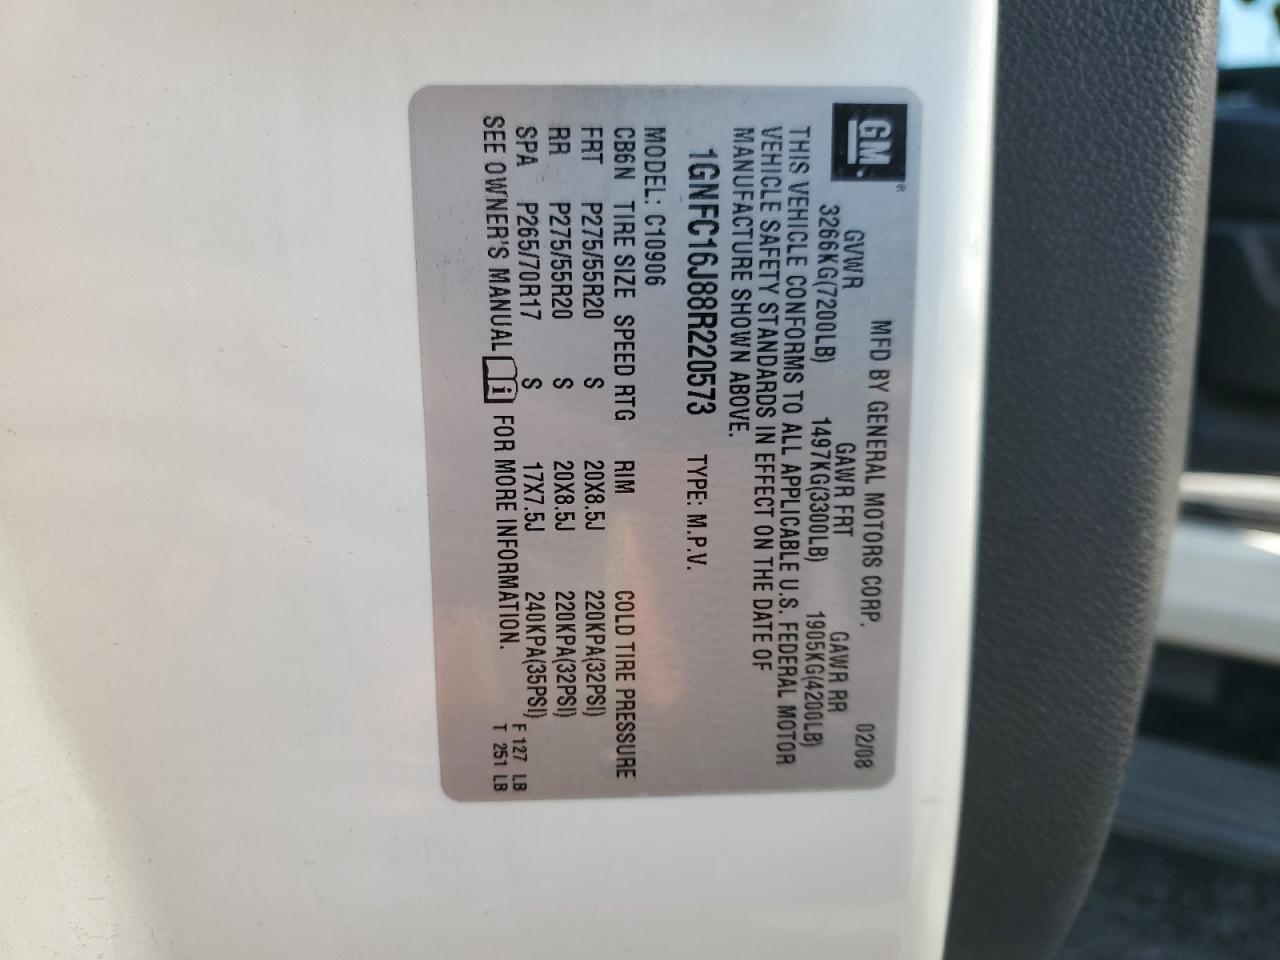 GM
®
MFD BY GENERAL MOTORS CORP. 02/08
GVWR GAWR FRT GAWR RR
3266KG(7200LB) 1497KG(3300LB) 1905KG(4200LB)
THIS VEHICLE CONFORMS TO ALL APPLICABLE U.S. FEDERAL MOTOR
VEHICLE SAFETY STANDARDS IN EFFECT ON THE DATE OF
MANUFACTURE SHOWN ABOVE.
1GNFC16J88R220573 TYPE: M.P.V.
MODEL: C10906
CB6N TIRE SIZE SPEED RTG RIM COLD TIRE PRESSURE
FRT P275/55R20 S 20X8.5J 220KPA(32PSI)
RR P275/55R20 S 20X8.5J 220KPA(32PSI)
SPA P265/70R17 S 17X7.5J 240KPA(35PSI) F 127 LB
SEE OWNER'S MANUAL i FOR MORE INFORMATION. T 251 LB